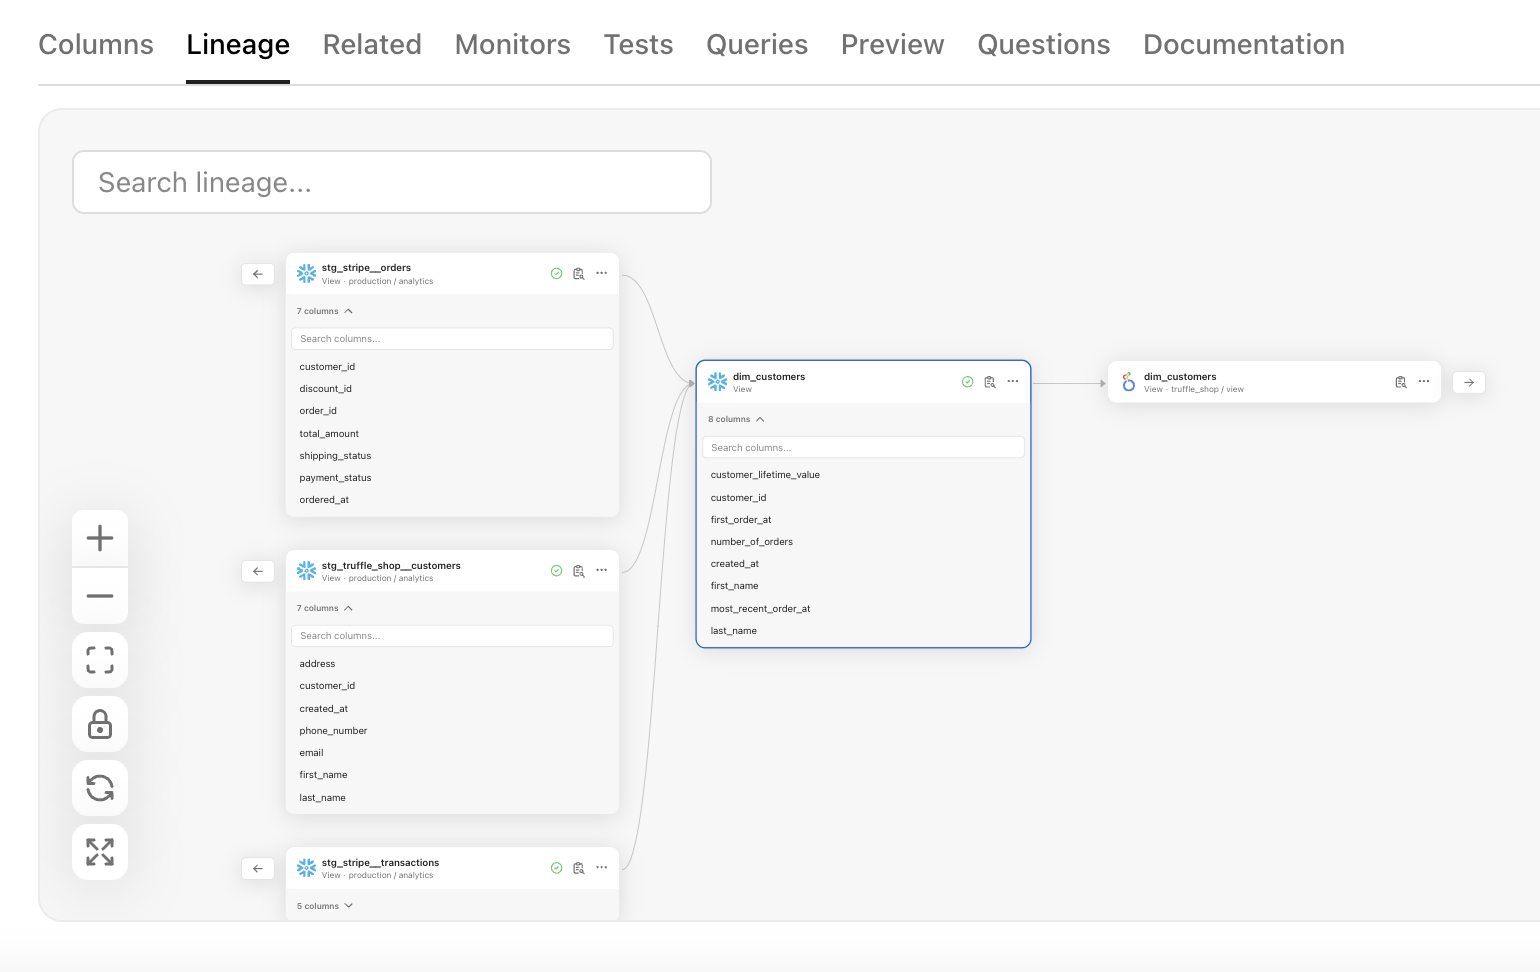 Columns Lineage Related Monitors Tests Queries Preview Questions Documentation
Search lineage...
stg_stripe__orders
View · production / analytics
7 columns
Search columns...
customer_id
discount_id
order_id
total_amount
shipping_status
payment_status
ordered_at
stg_truffle_shop__customers
View · production / analytics
7 columns
Search columns...
address
customer_id
created_at
phone_number
email
first_name
last_name
stg_stripe__transactions
View · production / analytics
5 columns
dim_customers
View
8 columns
Search columns...
customer_lifetime_value
customer_id
first_order_at
number_of_orders
created_at
first_name
most_recent_order_at
last_name
dim_customers
View · truffle_shop / view